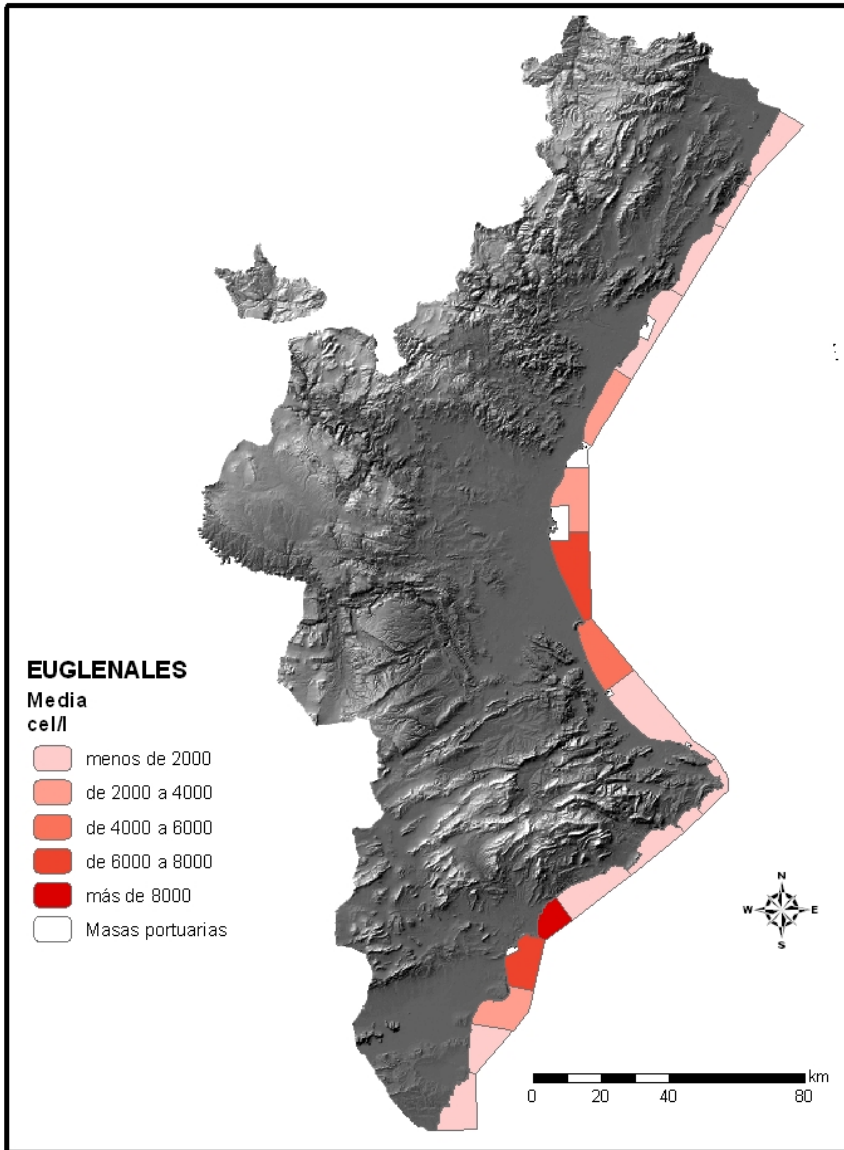 EUGLENALES
Media
cel/l
menos de 2000
de 2000 a 4000
de 4000 a 6000
de 6000 a 8000
más de 8000
Masas portuarias
N
W E
S
km
0 20 40 80